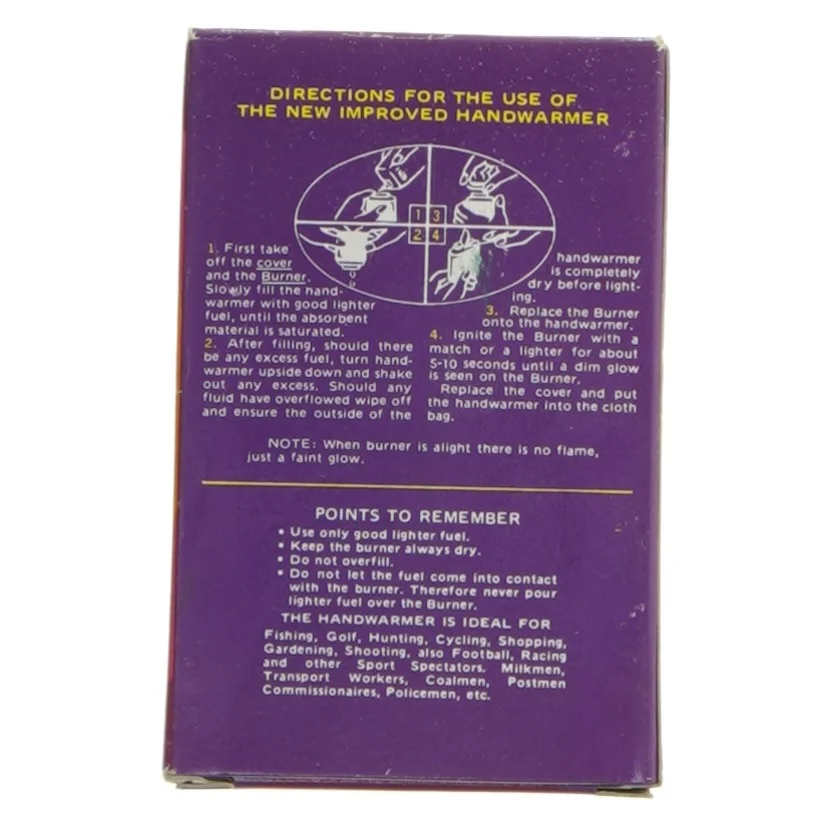 DIRECTIONS FOR THE USE OF
THE NEW IMPROVED HANDWARMER
1 3
2 4
1. First take
off the cover
and the Burner.
Slowly fill the hand-
warmer with good lighter
fuel, until the absorbent
material is saturated.
2. After filling, should there
be any excess fuel, turn hand-
warmer upside down and shake
out any excess. Should any
fluid have overflowed wipe off
and ensure the outside of the
handwarmer
is completely
dry before light-
ing.
3. Replace the Burner
onto the handwarmer.
4. Ignite the Burner with a
match or a lighter for about
5-10 seconds until a dim glow
is seen on the Burner.
Replace the cover and put
the handwarmer into the cloth
bag.
NOTE: When burner is alight there is no flame,
just a faint glow.
POINTS TO REMEMBER
• Use only good lighter fuel.
• Keep the burner always dry.
• Do not overfill.
• Do not let the fuel come into contact
with the burner. Therefore never pour
lighter fuel over the Burner.
THE HANDWARMER IS IDEAL FOR
Fishing, Golf, Hunting, Cycling, Shopping,
Gardening, Shooting, also Football, Racing
and other Sport Spectators. Milkmen,
Transport Workers, Coalmen, Postmen
Commissionaires, Policemen, etc.